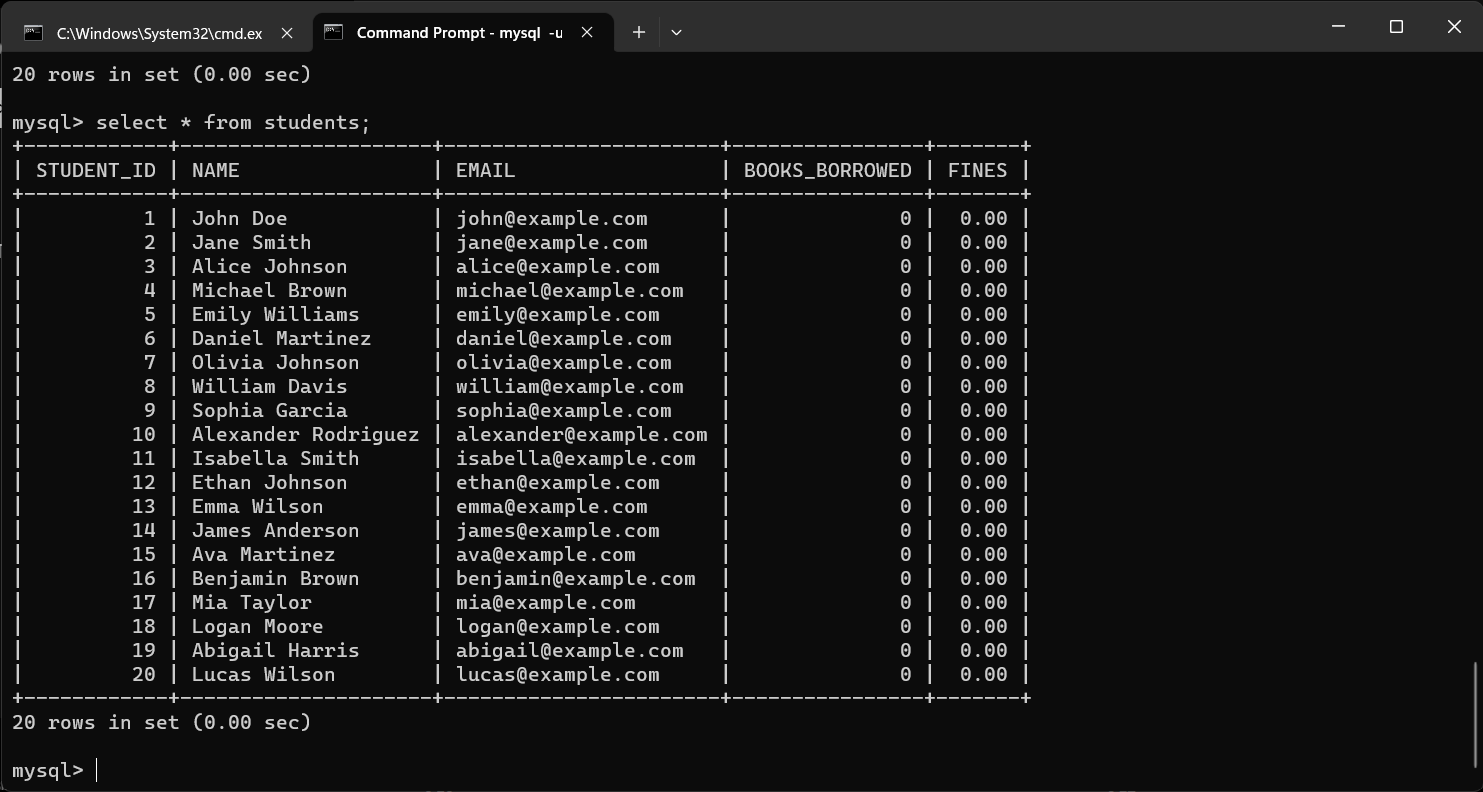 C:\Windows\System32\cmd.ex Command Prompt - mysql -u
20 rows in set (0.00 sec)
mysql> select * from students;
+------------+---------------------+-----------------------+----------------+-------+
| STUDENT_ID | NAME                | EMAIL                 | BOOKS_BORROWED | FINES |
+------------+---------------------+-----------------------+----------------+-------+
|          1 | John Doe            | john@example.com      |              0 |  0.00 |
|          2 | Jane Smith          | jane@example.com      |              0 |  0.00 |
|          3 | Alice Johnson       | alice@example.com     |              0 |  0.00 |
|          4 | Michael Brown       | michael@example.com   |              0 |  0.00 |
|          5 | Emily Williams      | emily@example.com     |              0 |  0.00 |
|          6 | Daniel Martinez     | daniel@example.com    |              0 |  0.00 |
|          7 | Olivia Johnson      | olivia@example.com    |              0 |  0.00 |
|          8 | William Davis       | william@example.com   |              0 |  0.00 |
|          9 | Sophia Garcia       | sophia@example.com    |              0 |  0.00 |
|         10 | Alexander Rodriguez | alexander@example.com |              0 |  0.00 |
|         11 | Isabella Smith      | isabella@example.com  |              0 |  0.00 |
|         12 | Ethan Johnson       | ethan@example.com     |              0 |  0.00 |
|         13 | Emma Wilson         | emma@example.com      |              0 |  0.00 |
|         14 | James Anderson      | james@example.com     |              0 |  0.00 |
|         15 | Ava Martinez        | ava@example.com       |              0 |  0.00 |
|         16 | Benjamin Brown      | benjamin@example.com  |              0 |  0.00 |
|         17 | Mia Taylor          | mia@example.com       |              0 |  0.00 |
|         18 | Logan Moore         | logan@example.com     |              0 |  0.00 |
|         19 | Abigail Harris      | abigail@example.com   |              0 |  0.00 |
|         20 | Lucas Wilson        | lucas@example.com     |              0 |  0.00 |
+------------+---------------------+-----------------------+----------------+-------+
20 rows in set (0.00 sec)
mysql>